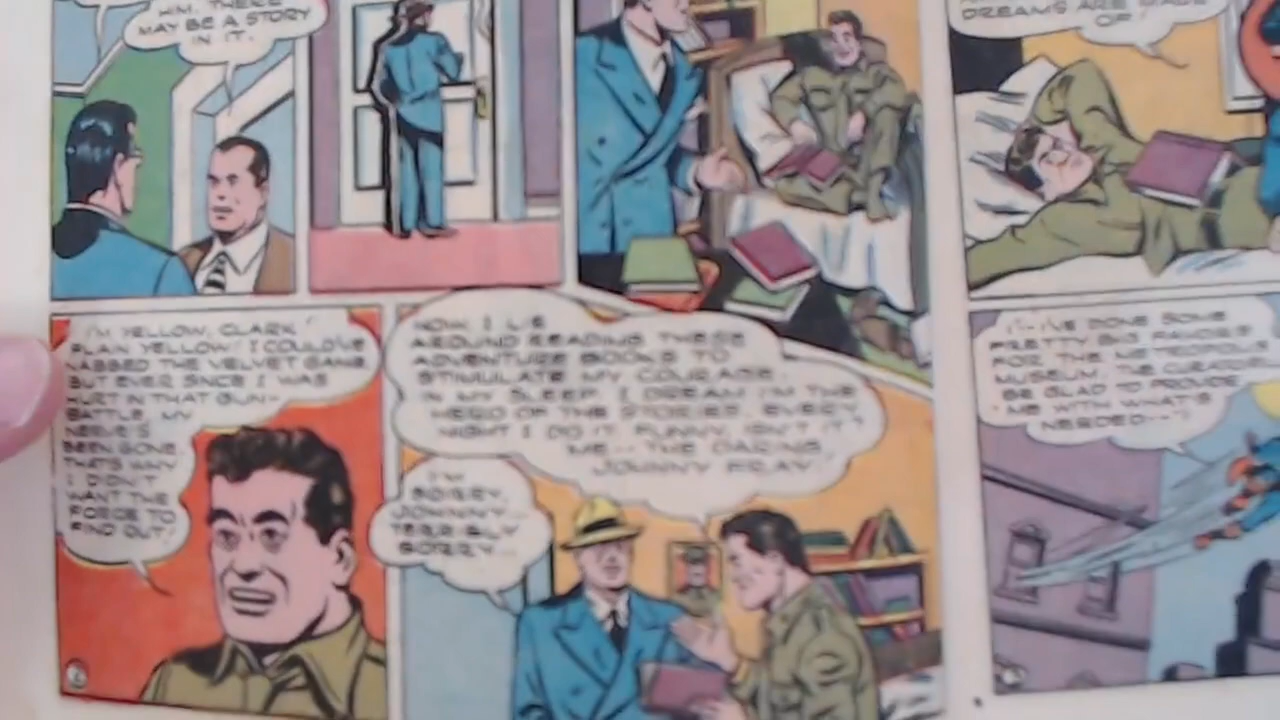 HIM. THERE
MAY BE A STORY
IN IT.
DREAMS ARE MADE
OF!
I'M YELLOW, CLARK!
PLAIN YELLOW! I COULD'VE
NABBED THE VELVET GANG
BUT EVER SINCE I WAS
HURT IN THAT GUN-
BATTLE, MY
NERVE'S
BEEN GONE.
THAT'S WHY
I DIDN'T
WANT THE
FORCE TO
FIND OUT!
NOW I LIE
AROUND READING THESE
ADVENTURE BOOKS TO
STIMULATE MY COURAGE.
IN MY SLEEP, I DREAM I'M THE
HERO OF THE STORIES. EVERY
NIGHT I DO IT. FUNNY, ISN'T IT?
ME -- THE DARING
JOHNNY
I'M
SORRY,
JOHNNY,
TERRIBLY
SORRY...
I'VE DONE SOME
PRETTY BIG FAVORS
FOR THE METROPOLIS
MUSEUM. THE CURATOR
BE GLAD TO PROVIDE
ME WITH WHAT'S
NEEDED--